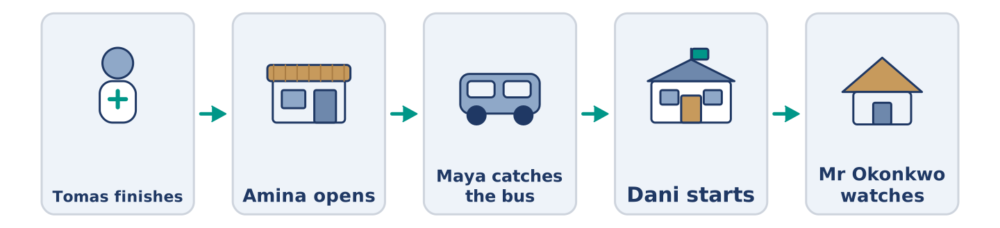 Tomas finishes
Amina opens
Maya catches
the bus
Dani starts
Mr Okonkwo
watches